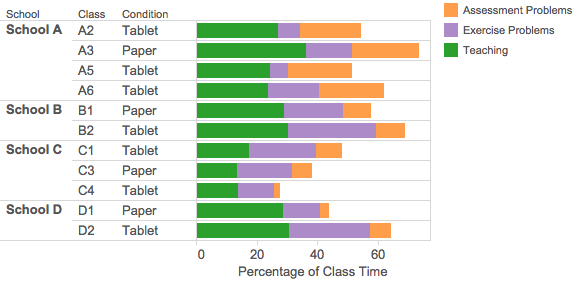 School Class Condition
School A A2 Tablet
A3 Paper
A5 Tablet
A6 Tablet
School B B1 Paper
B2 Tablet
School C C1 Tablet
C3 Paper
C4 Tablet
School D D1 Paper
D2 Tablet
0 20 40 60
Percentage of Class Time
Assessment Problems
Exercise Problems
Teaching